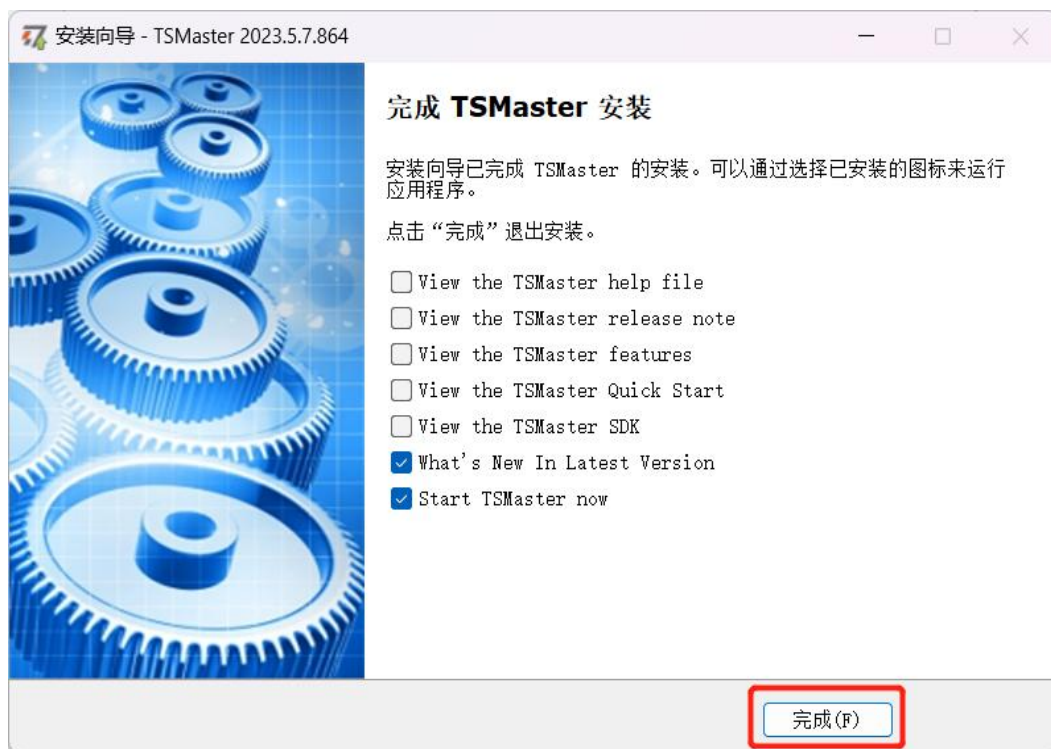 安装向导 - TSMaster 2023.5.7.864
完成 TSMaster 安装
安装向导已完成 TSMaster 的安装。可以通过选择已安装的图标来运行
应用程序。
点击“完成”退出安装。
View the TSMaster help file
View the TSMaster release note
View the TSMaster features
View the TSMaster Quick Start
View the TSMaster SDK
What's New In Latest Version
Start TSMaster now
完成(F)